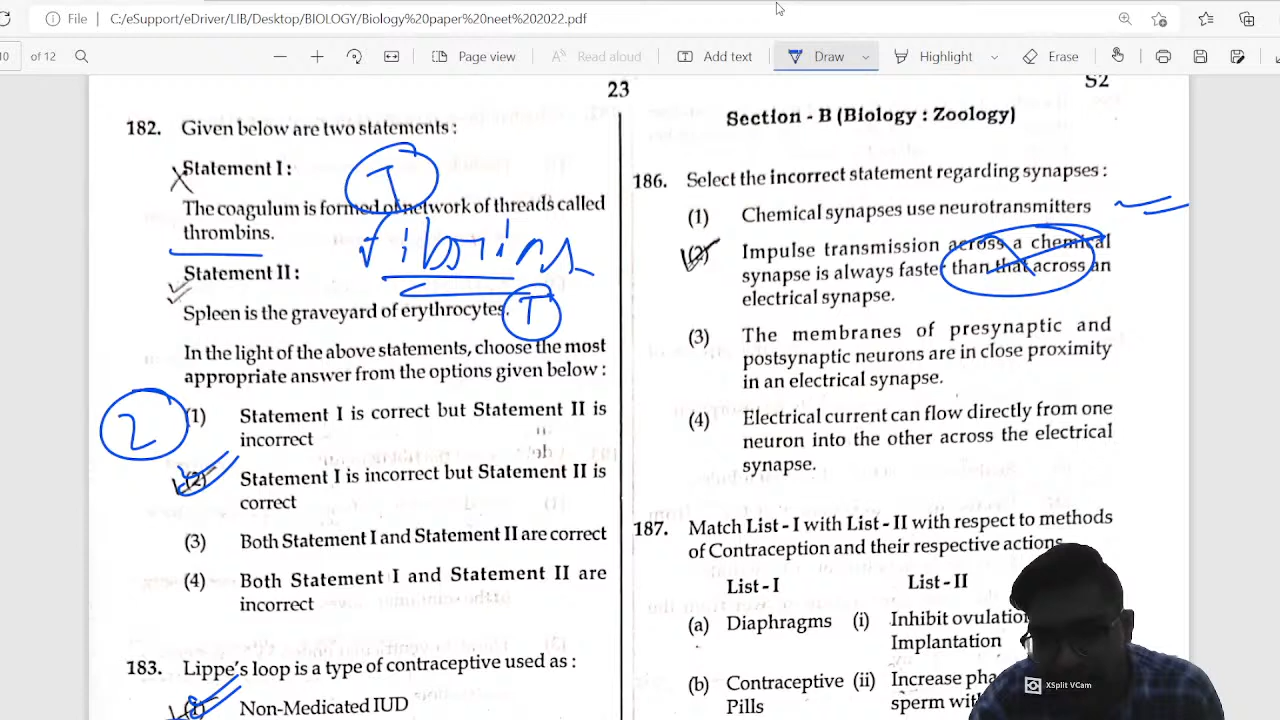 File
C:/eSupport/eDriver/LIB/Desktop/BIOLOGY/Biology%20paper%20neet%202022.pdf
10 of 12
Page view
Read aloud
Add text
Draw
Highlight
Erase
23
S2
182. Given below are two statements :
Statement I :
T
The coagulum is formed of network of threads called
thrombins.
fibrins
Statement II :
Spleen is the graveyard of erythrocytes.
T
In the light of the above statements, choose the most
appropriate answer from the options given below :
2
(1) Statement I is correct but Statement II is
incorrect
(2) Statement I is incorrect but Statement II is
correct
(3) Both Statement I and Statement II are correct
(4) Both Statement I and Statement II are
incorrect
183. Lippe's loop is a type of contraceptive used as :
Non-Medicated IUD
Section - B (Biology : Zoology)
186. Select the incorrect statement regarding synapses :
(1) Chemical synapses use neurotransmitters
(2) Impulse transmission across a chemical
synapse is always faster than that across an
electrical synapse.
(3) The membranes of presynaptic and
postsynaptic neurons are in close proximity
in an electrical synapse.
(4) Electrical current can flow directly from one
neuron into the other across the electrical
synapse.
187. Match List - I with List - II with respect to methods
of Contraception and their respective actions
List - I List - II
(a) Diaphragms (i) Inhibit ovulation
Implantation
(b) Contraceptive (ii) Increase
Pills sperm
XSplit VCam